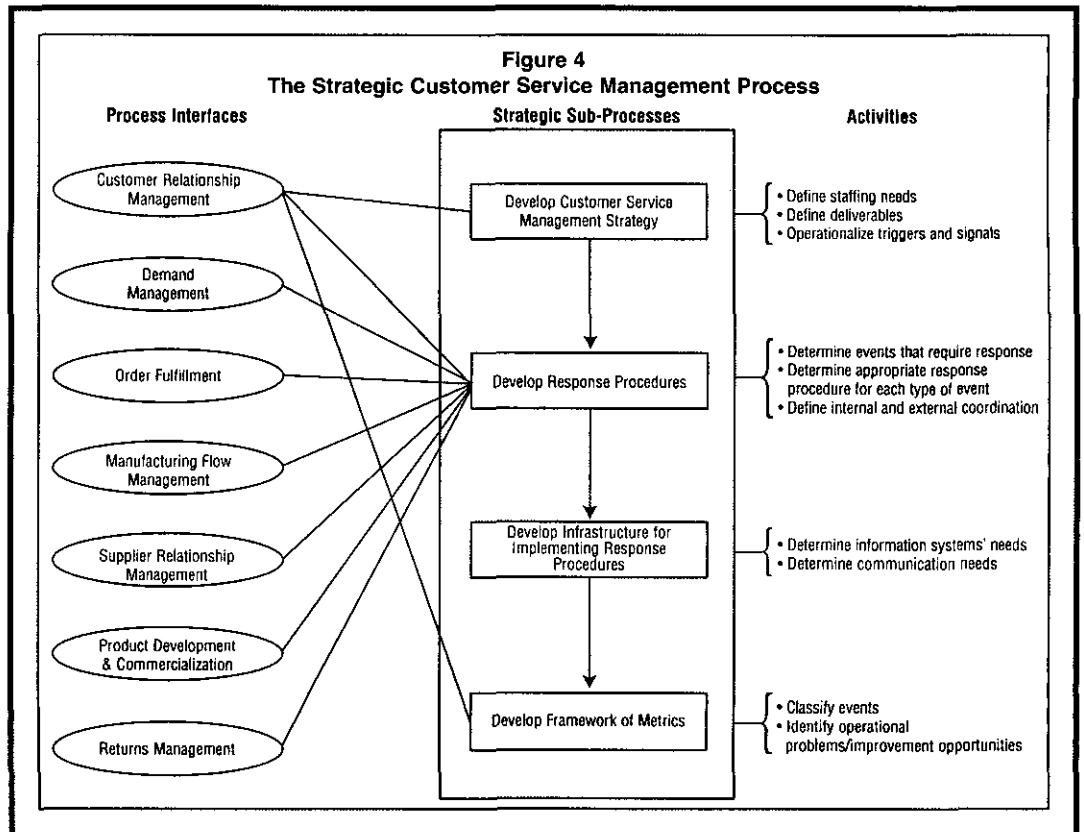 Figure 4
The Strategic Customer Service Management Process
Process Interfaces
Strategic Sub-Processes
Activities
Customer Relationship
Management
Demand
Management
Order Fulfillment
Manufacturing Flow
Management
Supplier Relationship
Management
Product Development
& Commercialization
Returns Management
Develop Customer Service
Management Strategy
Develop Response Procedures
Develop Infrastructure for
Implementing Response
Procedures
Develop Framework of Metrics
• Define staffing needs
• Define deliverables
• Operationalize triggers and signals
• Determine events that require response
• Determine appropriate response
procedure for each type of event
• Define internal and external coordination
• Determine information systems' needs
• Determine communication needs
• Classify events
• Identify operational
problems/improvement opportunities